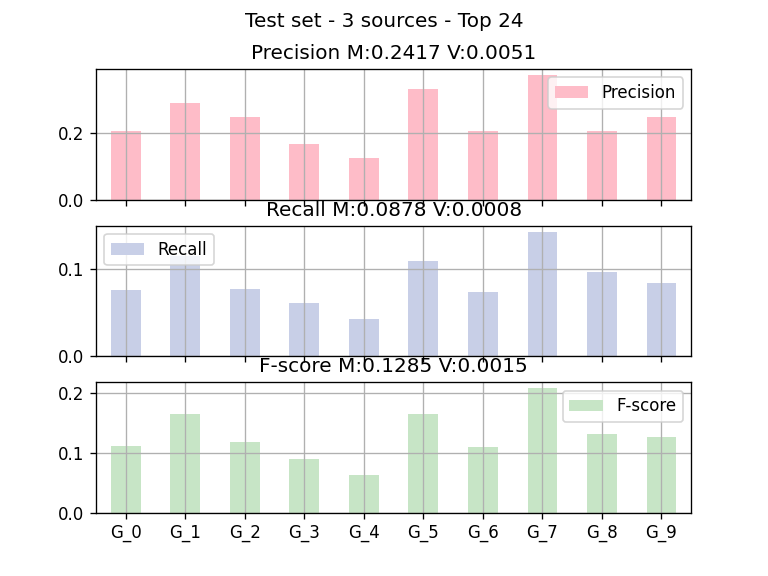 Test set - 3 sources - Top 24
Precision M:0.2417 V:0.0051
Precision
0.2
0.0
Recall M:0.0878 V:0.0008
Recall
0.1
0.0
F-score M:0.1285 V:0.0015
F-score
0.2
0.1
0.0
G_0 G_1 G_2 G_3 G_4 G_5 G_6 G_7 G_8 G_9